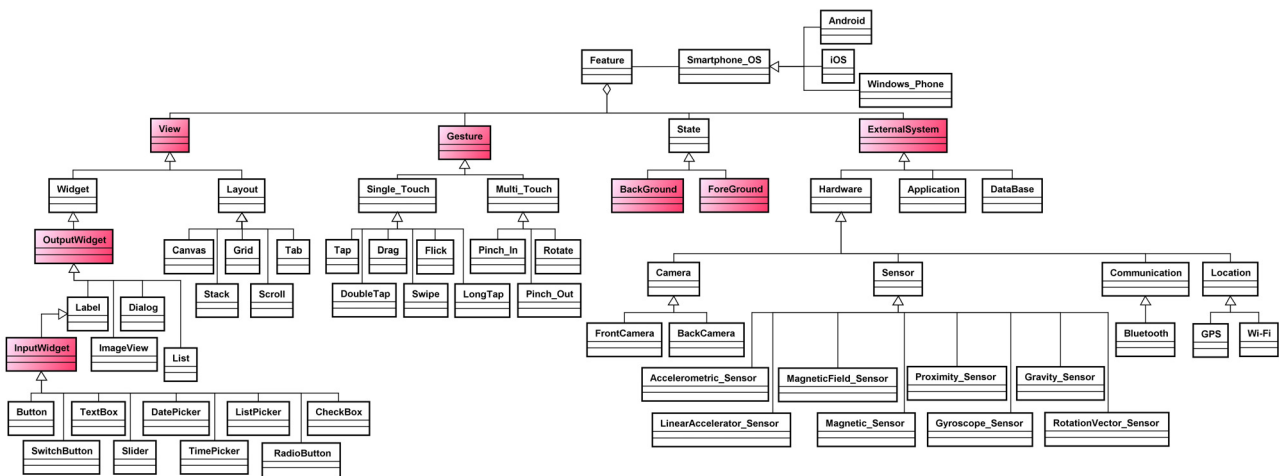 Android
Feature
Smartphone_OS
iOS
Windows_Phone
View
Gesture
State
ExternalSystem
Widget
Layout
Single_Touch
Multi_Touch
BackGround
ForeGround
Hardware
Application
DataBase
OutputWidget
Canvas
Grid
Tab
Tap
Drag
Flick
Pinch_In
Rotate
Stack
Scroll
DoubleTap
Swipe
LongTap
Pinch_Out
Camera
Sensor
Communication
Location
Label
Dialog
FrontCamera
BackCamera
Bluetooth
GPS
Wi-Fi
InputWidget
ImageView
List
Accelerometric_Sensor
MagneticField_Sensor
Proximity_Sensor
Gravity_Sensor
Button
TextBox
DatePicker
ListPicker
CheckBox
LinearAccelerator_Sensor
Magnetic_Sensor
Gyroscope_Sensor
RotationVector_Sensor
SwitchButton
Slider
TimePicker
RadioButton